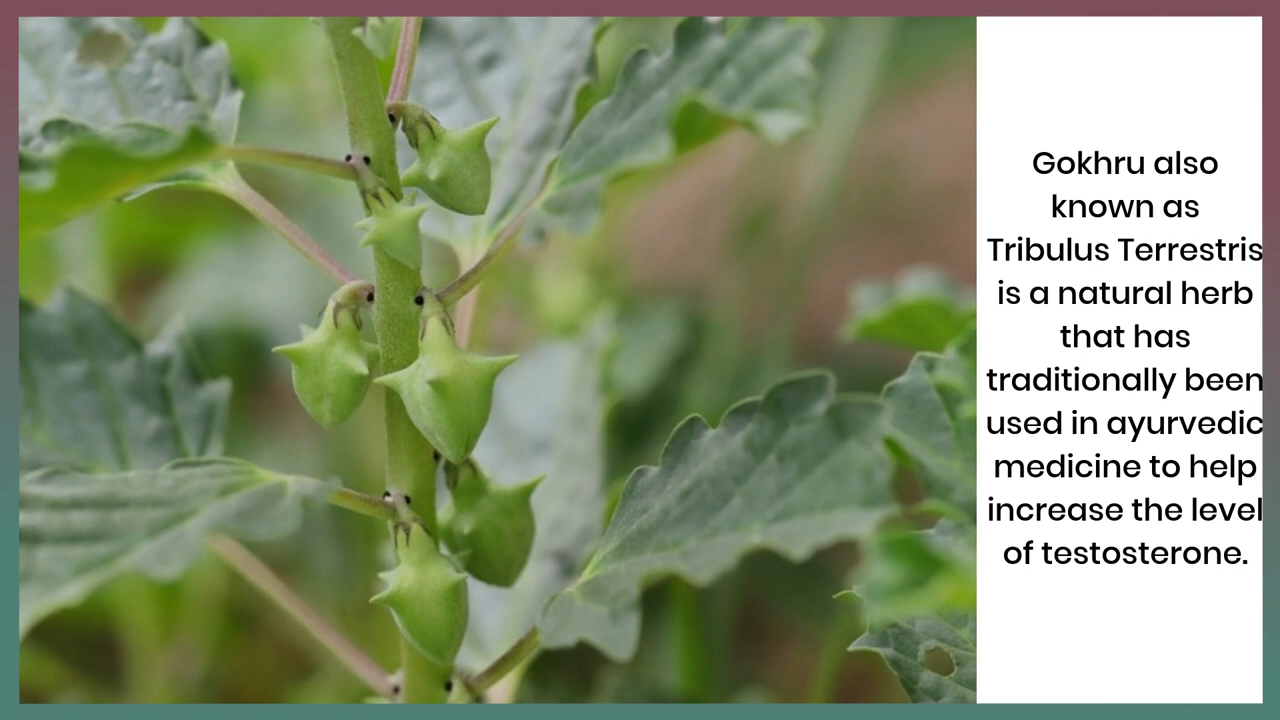 Gokhru also
known as
Tribulus Terrestris
is a natural herb
that has
traditionally been
used in ayurvedic
medicine to help
increase the level
of testosterone.